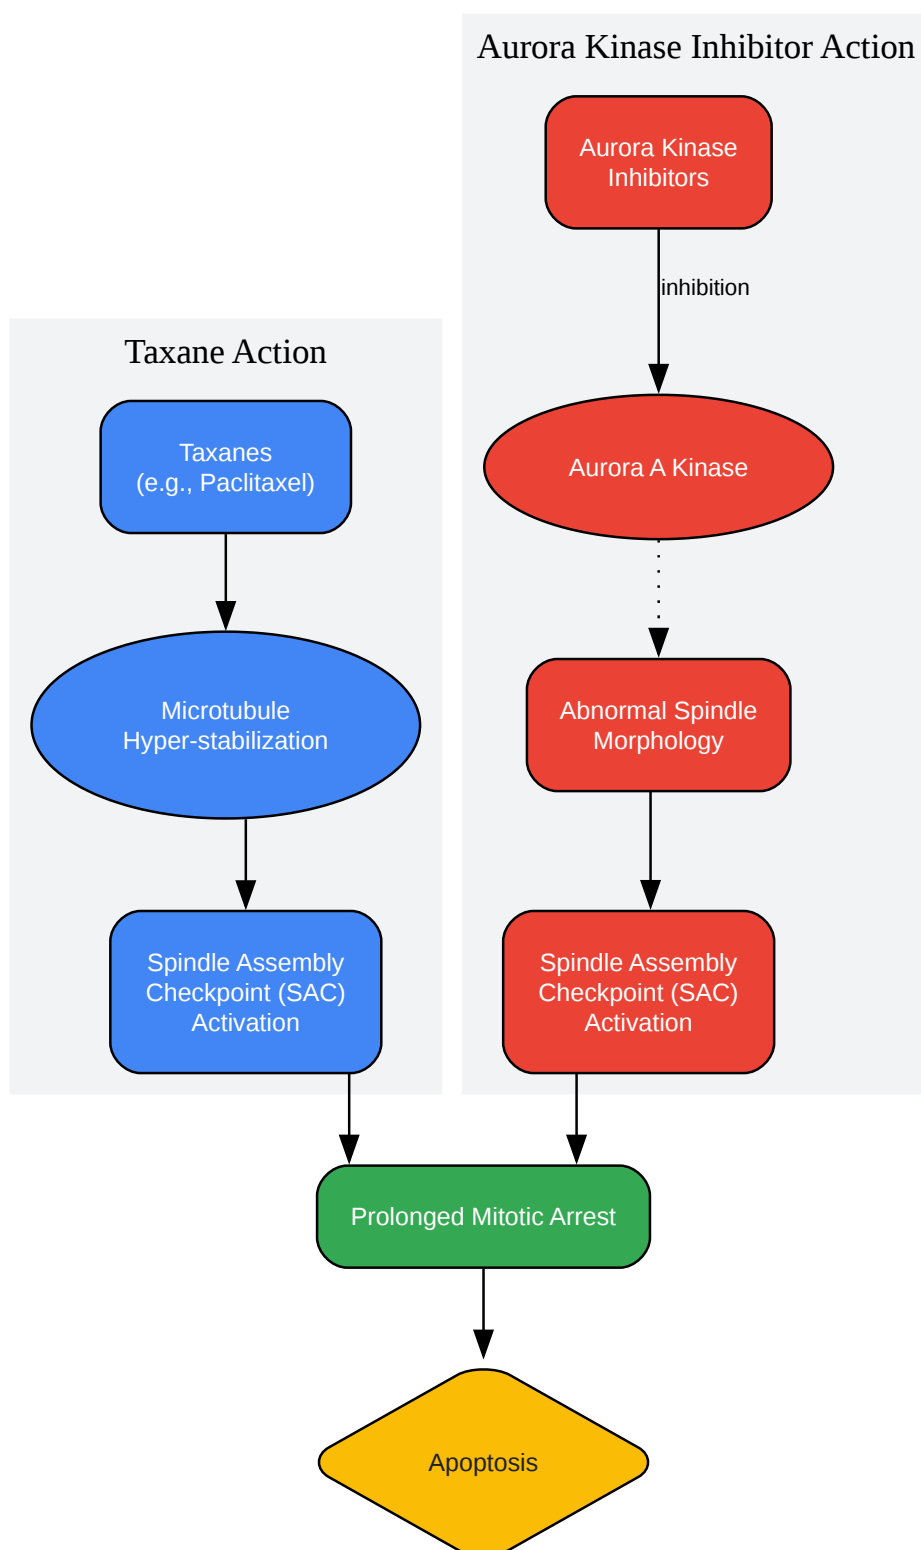 Aurora Kinase Inhibitor Action
Aurora Kinase
Inhibitors
inhibition
Aurora A Kinase
Abnormal Spindle
Morphology
Spindle Assembly
Checkpoint (SAC)
Activation
Taxane Action
Taxanes
(e.g., Paclitaxel)
Microtubule
Hyper-stabilization
Spindle Assembly
Checkpoint (SAC)
Activation
Prolonged Mitotic Arrest
Apoptosis